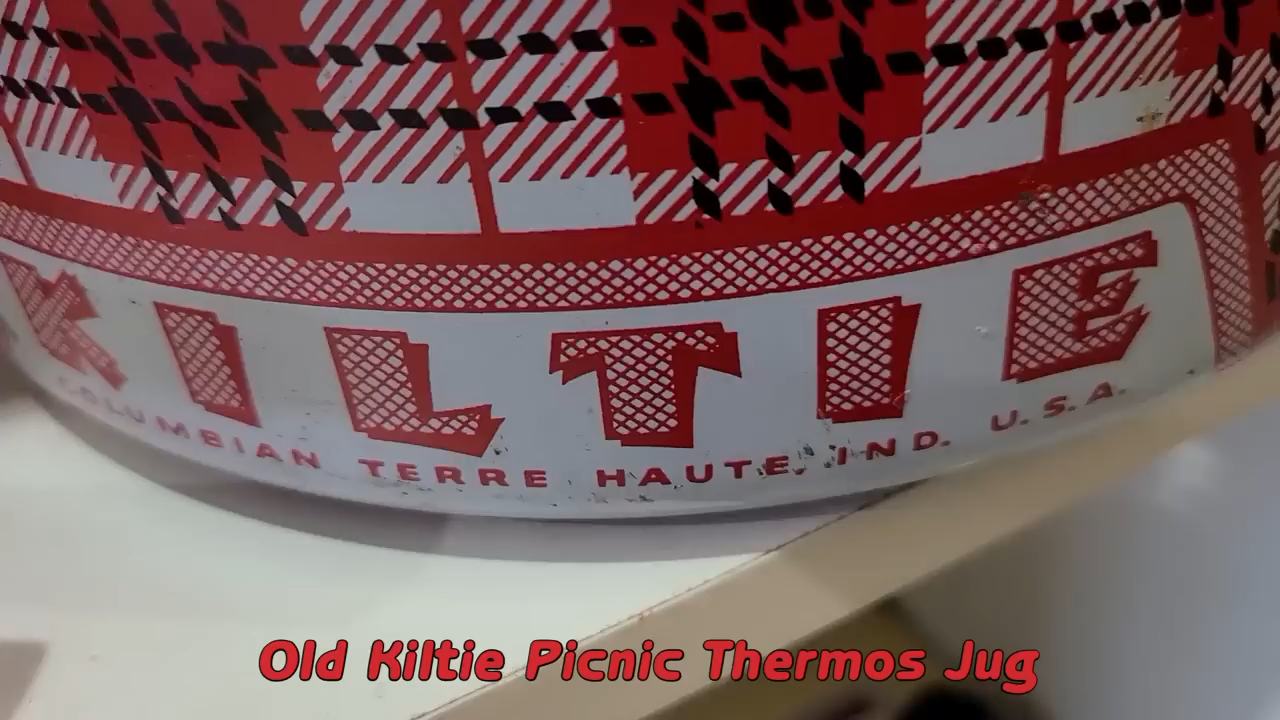 KILTIE
COLUMBIAN TERRE HAUTE, IND. U.S.A.
Old Kiltie Picnic Thermos Jug